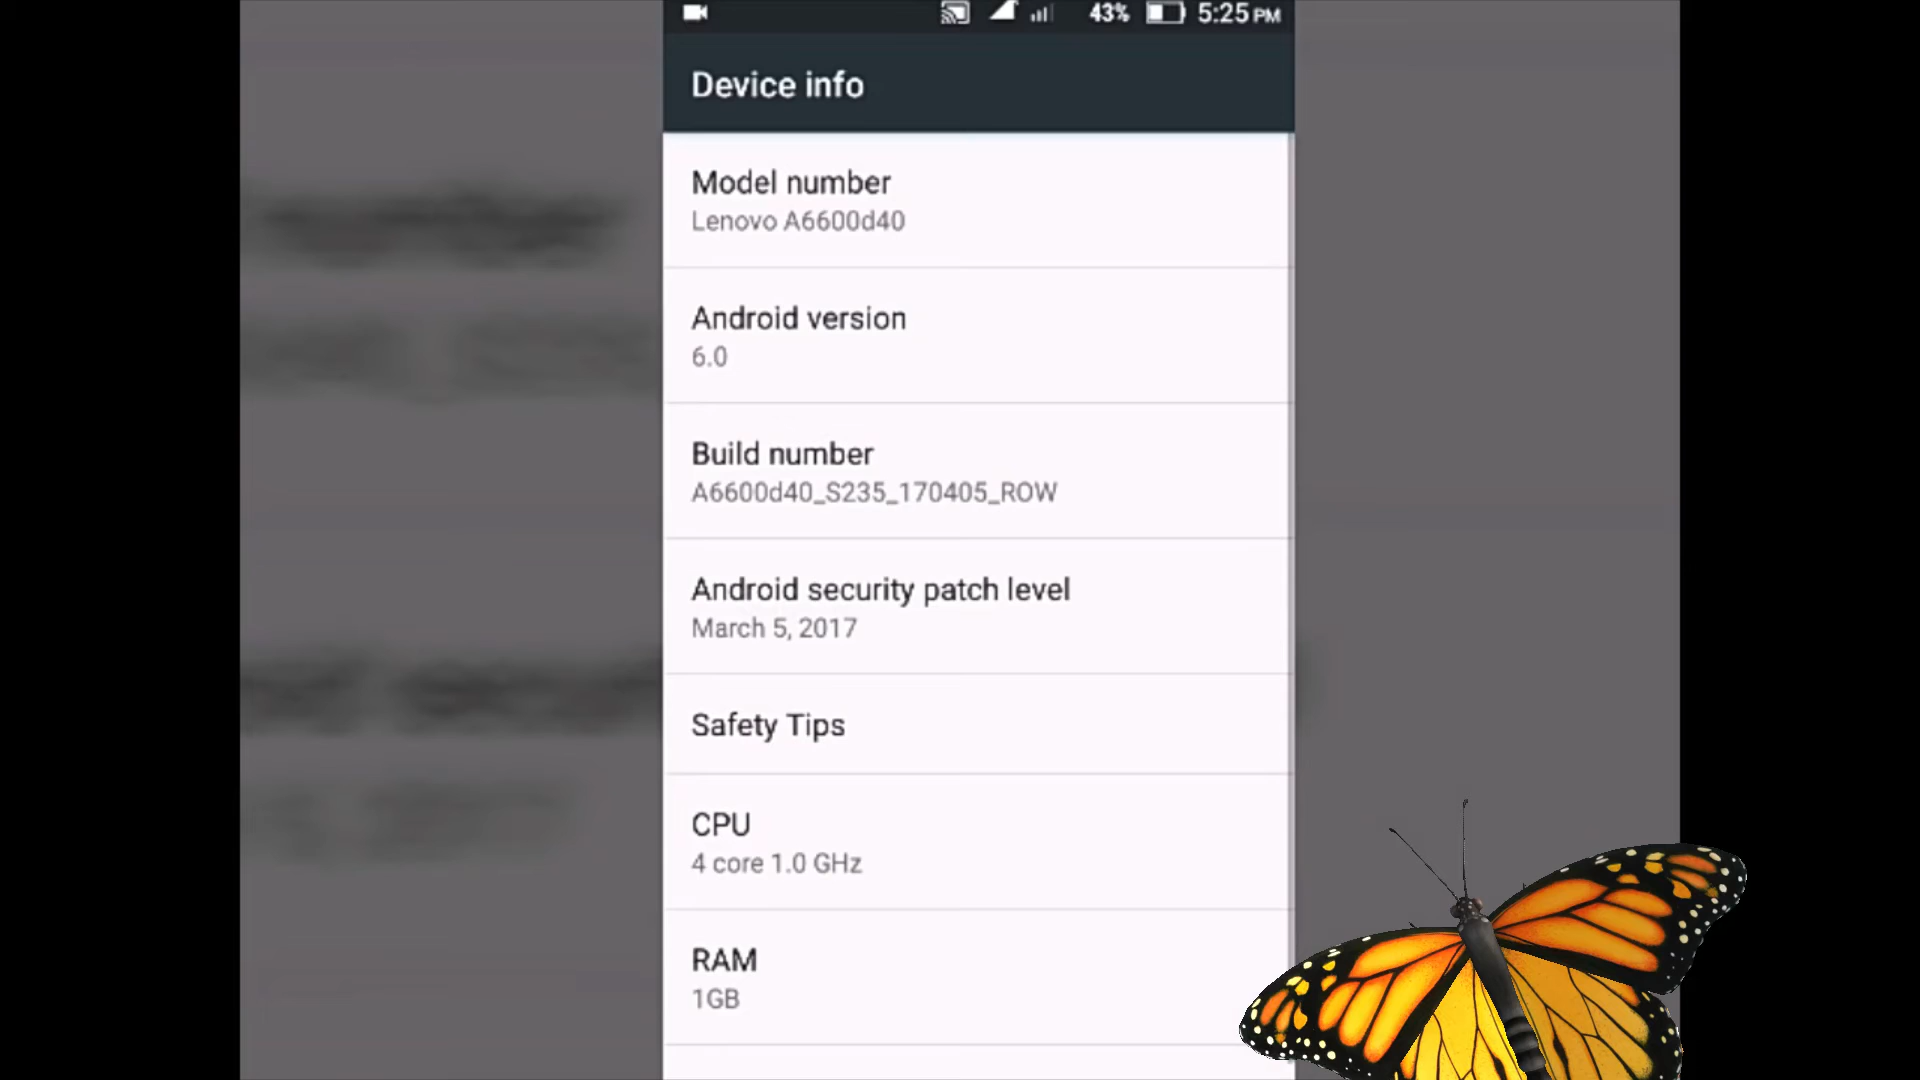 43% 5:25 PM
Device info
Model number
Lenovo A6600d40
Android version
6.0
Build number
A6600d40_S235_170405_ROW
Android security patch level
March 5, 2017
Safety Tips
CPU
4 core 1.0 GHz
RAM
1GB